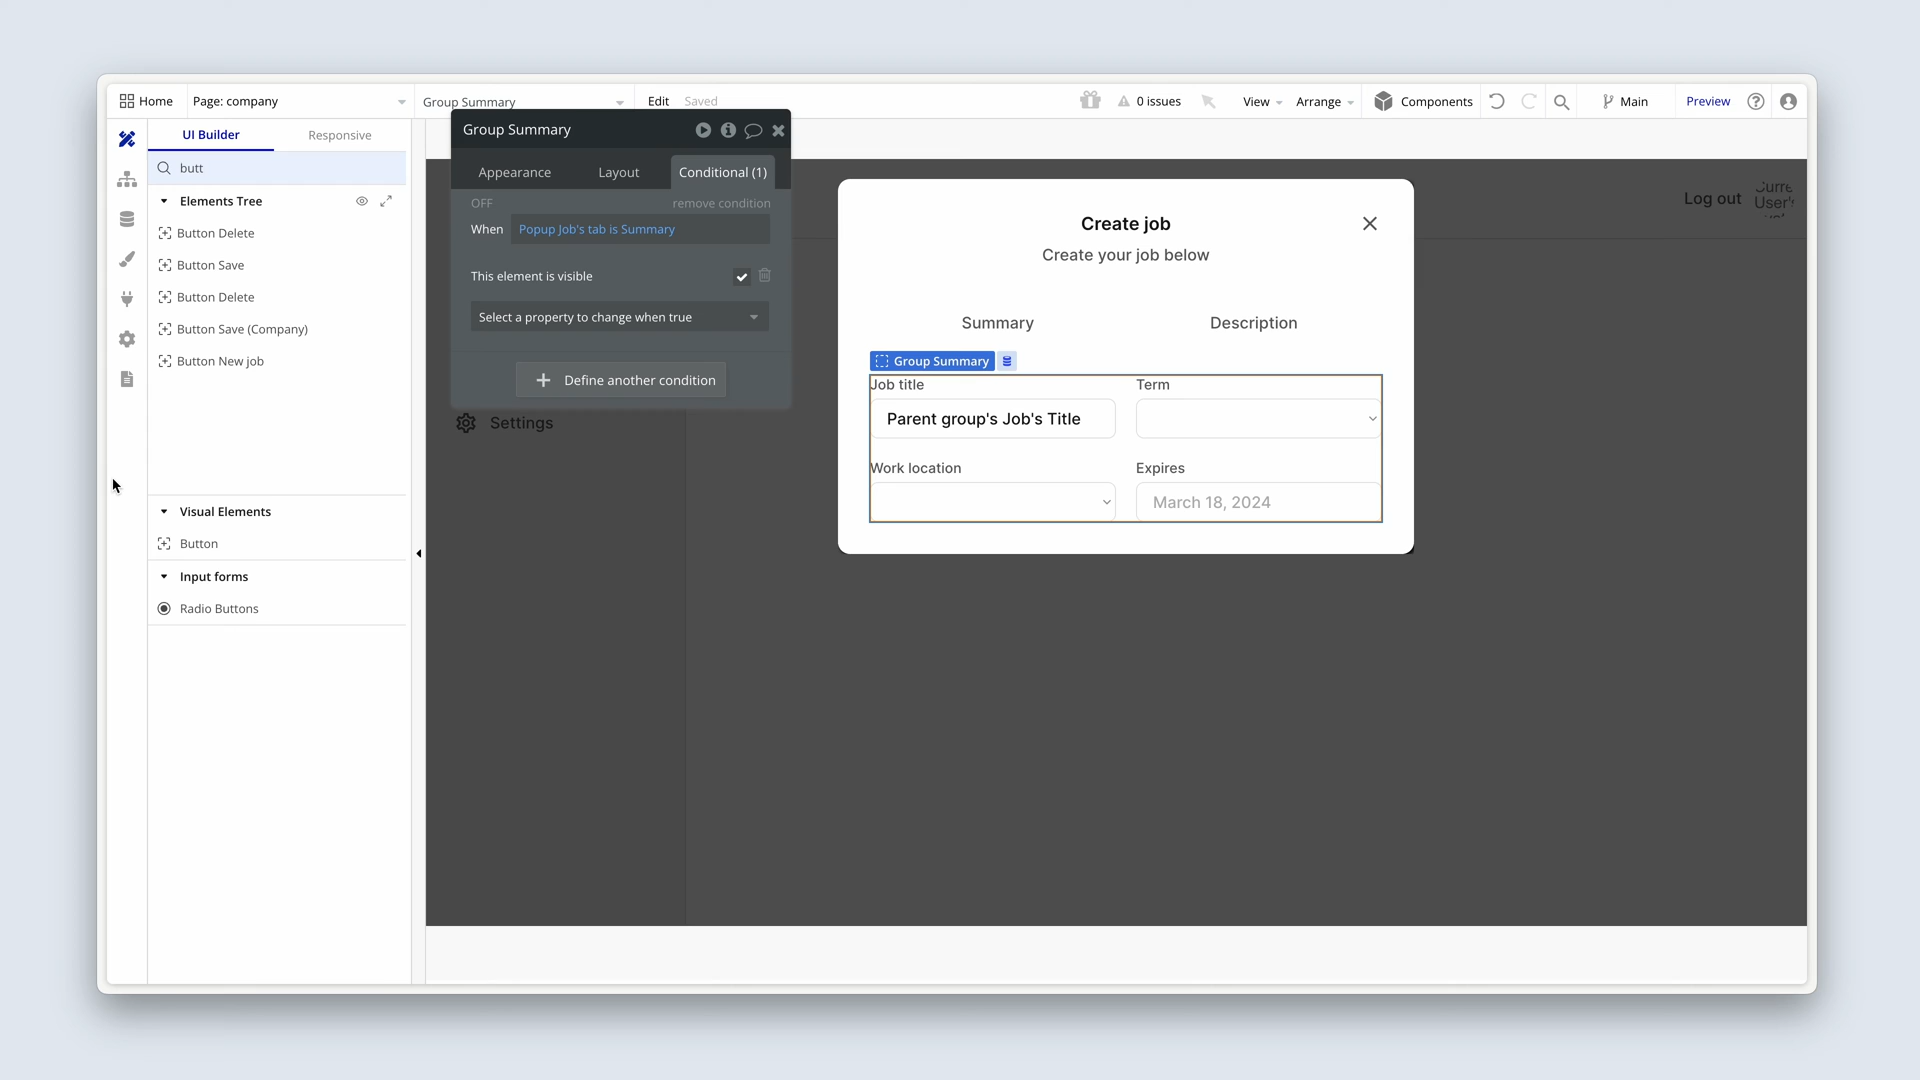 Home
Page: company
Group Summary
Edit
Saved
0 issues
View
Arrange
Components
Main
Preview
UI Builder
Responsive
butt
Elements Tree
Button Delete
Button Save
Button Delete
Button Save (Company)
Button New job
Visual Elements
Button
Input forms
Radio Buttons
Group Summary
Appearance
Layout
Conditional (1)
OFF
remove condition
When
Popup Job's tab is Summary
This element is visible
Select a property to change when true
Define another condition
Settings
Log out
User's
Create job
Create your job below
Summary
Description
Group Summary
Job title
Term
Parent group's Job's Title
Work location
Expires
March 18, 2024